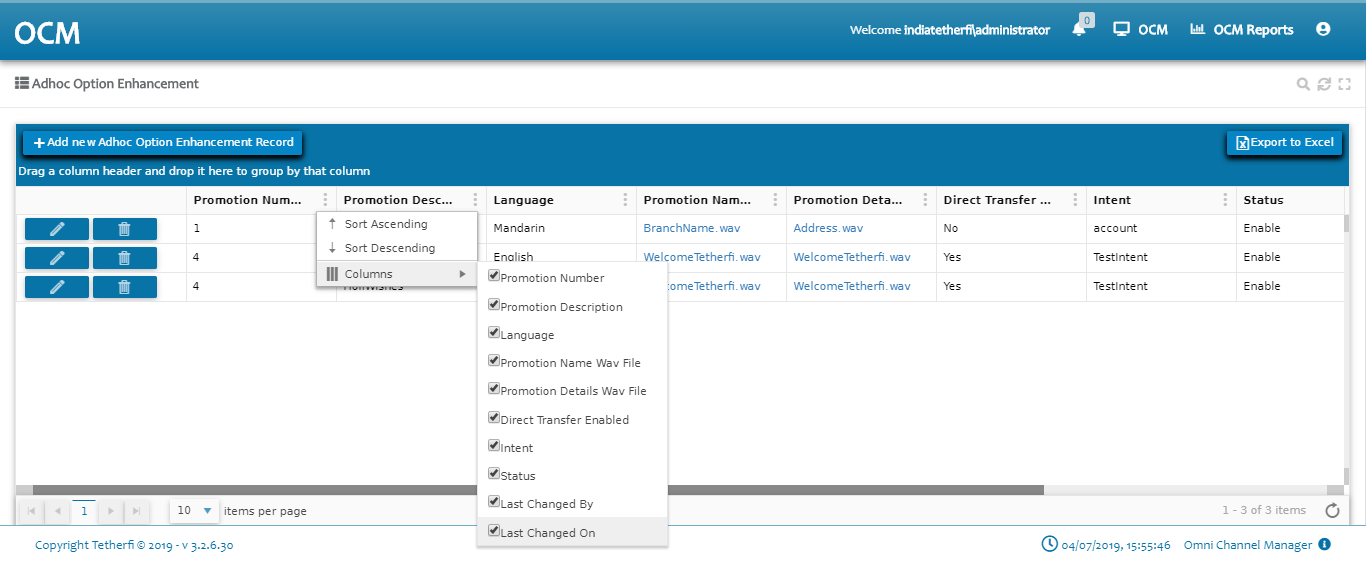 OCM
Welcome indiatetherfi\administrator
0
OCM
OCM Reports
Adhoc Option Enhancement
Add new Adhoc Option Enhancement Record
Export to Excel
Drag a column header and drop it here to group by that column
Promotion Num... Promotion Desc... Language Promotion Nam... Promotion Deta... Direct Transfer ... Intent Status
1 Mandarin BranchName.wav Address.wav No account Enable
4 English WelcomeTetherfi.wav WelcomeTetherfi.wav Yes TestIntent Enable
4 HoliWishes WelcomeTetherfi.wav WelcomeTetherfi.wav Yes TestIntent Enable
Sort Ascending
Sort Descending
Columns
Promotion Number
Promotion Description
Language
Promotion Name Wav File
Promotion Details Wav File
Direct Transfer Enabled
Intent
Status
Last Changed By
Last Changed On
1
10
items per page
1 - 3 of 3 items
Copyright Tetherfi © 2019 - v 3.2.6.30
04/07/2019, 15:55:46
Omni Channel Manager